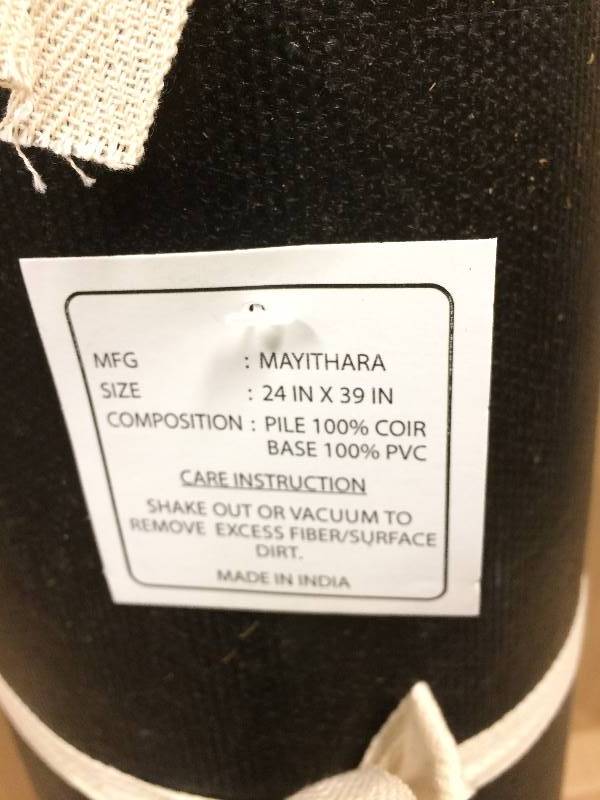 MFG : MAYITHARA
SIZE : 24 IN X 39 IN
COMPOSITION : PILE 100% COIR
BASE 100% PVC
CARE INSTRUCTION
SHAKE OUT OR VACUUM TO
REMOVE EXCESS FIBER/SURFACE
DIRT.
MADE IN INDIA